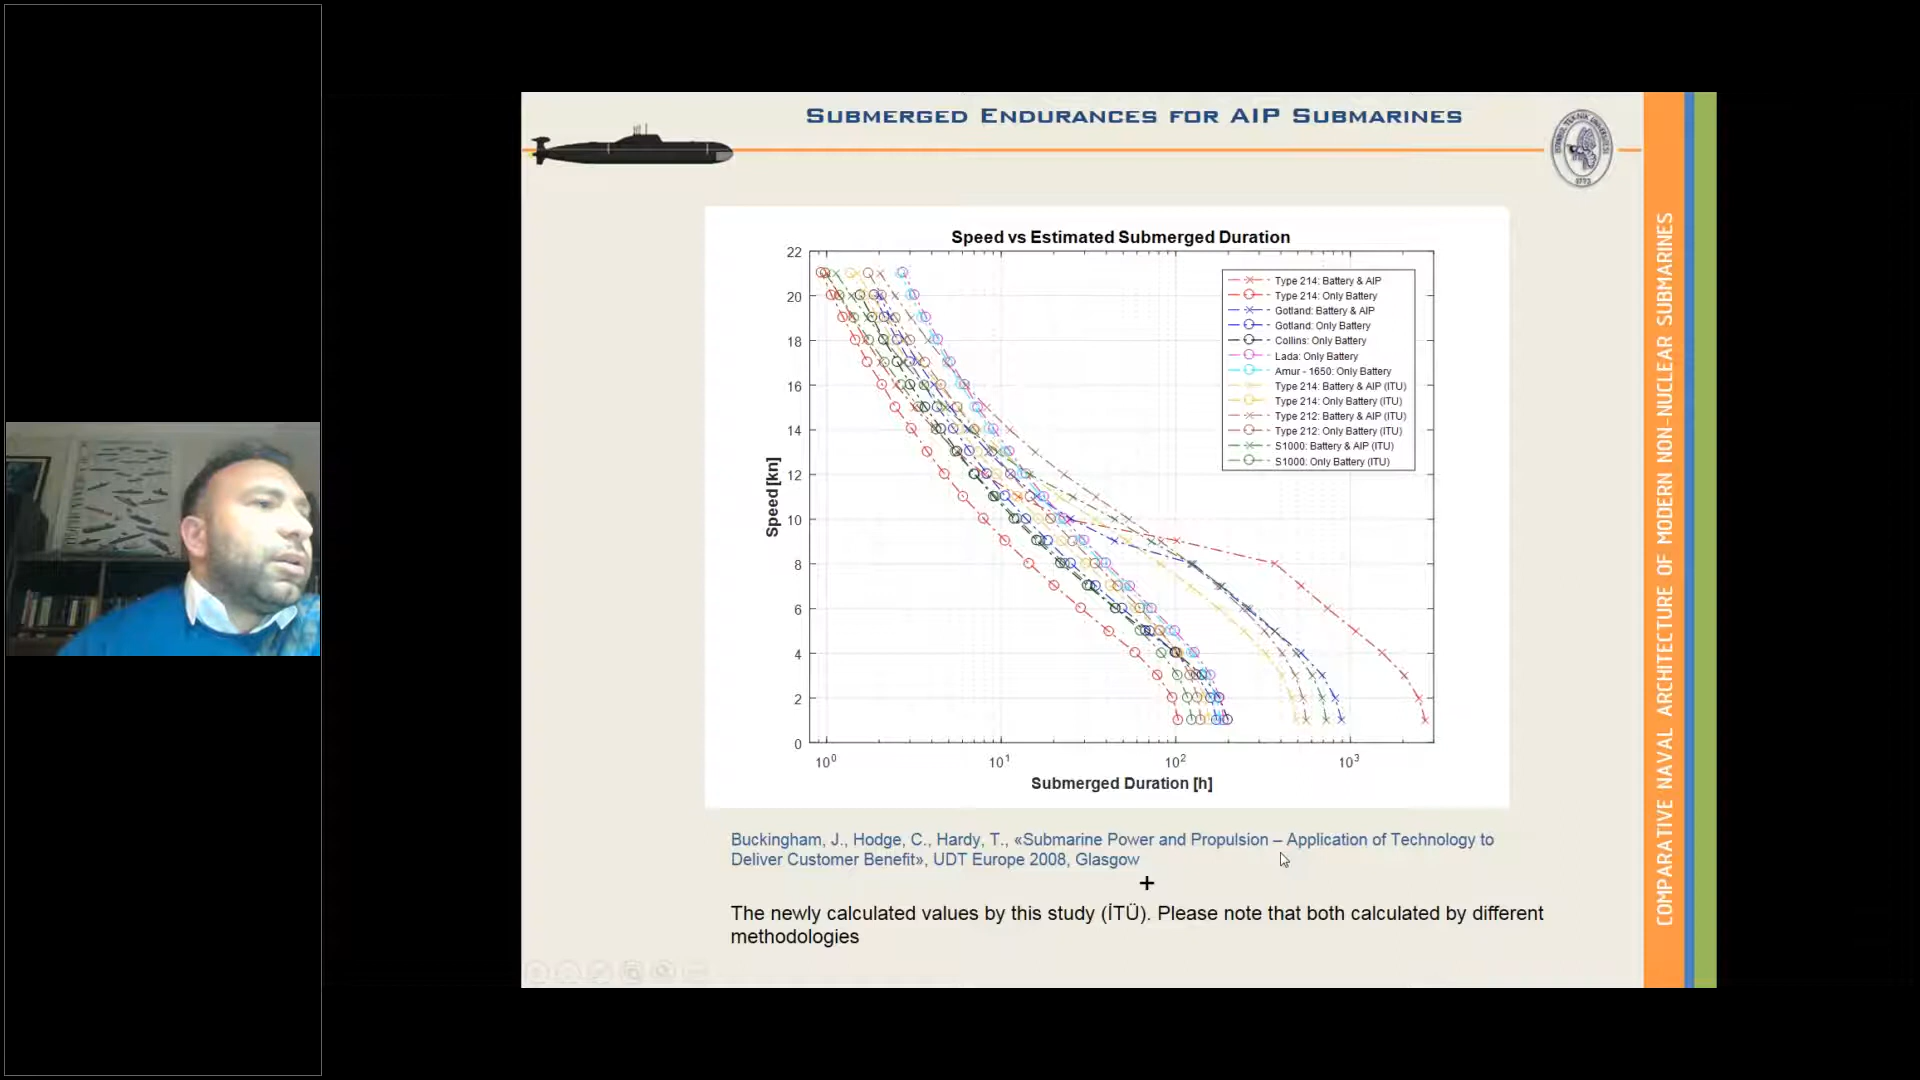 SUBMERGED ENDURANCES FOR AIP SUBMARINES
Speed vs Estimated Submerged Duration
22
20
18
16
14
12
10
8
6
4
2
0
Speed [kn]
10⁰
10¹
10²
10³
Submerged Duration [h]
Type 214: Battery & AIP
Type 214: Only Battery
Gotland: Battery & AIP
Gotland: Only Battery
Collins: Only Battery
Lada: Only Battery
Amur - 1650: Only Battery
Type 214: Battery & AIP (ITU)
Type 214: Only Battery (ITU)
Type 212: Battery & AIP (ITU)
Type 212: Only Battery (ITU)
S1000: Battery & AIP (ITU)
S1000: Only Battery (ITU)
Buckingham, J., Hodge, C., Hardy, T., «Submarine Power and Propulsion – Application of Technology to
Deliver Customer Benefit», UDT Europe 2008, Glasgow
+
The newly calculated values by this study (İTÜ). Please note that both calculated by different
methodologies
COMPARATIVE NAVAL ARCHITECTURE OF MODERN NON-NUCLEAR SUBMARINES
1773